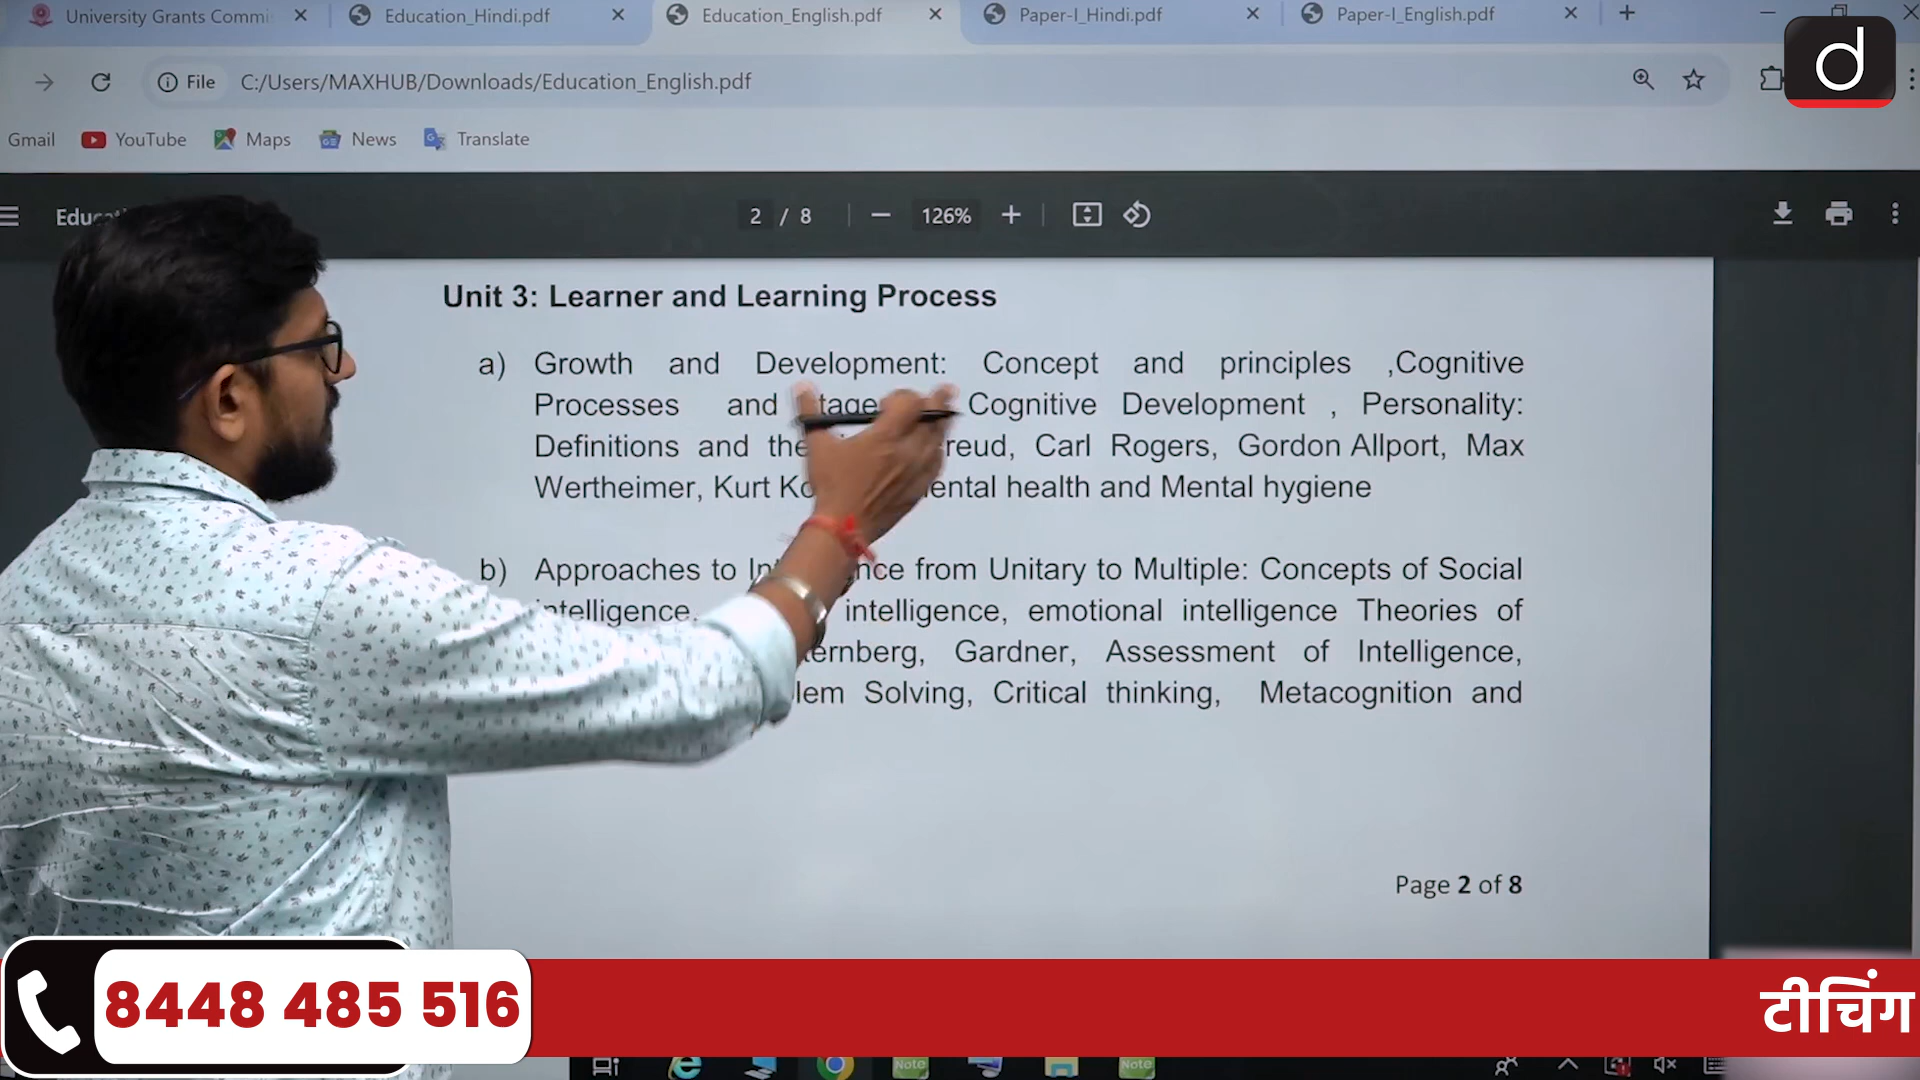 University Grants Commi
Education_Hindi.pdf
Education_English.pdf
Paper-I_Hindi.pdf
Paper-I_English.pdf
d
File C:/Users/MAXHUB/Downloads/Education_English.pdf
Gmail YouTube Maps News Translate
2 / 8 126%
Unit 3: Learner and Learning Process
a) Growth and Development: Concept and principles ,Cognitive
Processes and Cognitive Development , Personality:
Definitions and Carl Rogers, Gordon Allport, Max
Wertheimer, Kurt health and Mental hygiene
b) Approaches to from Unitary to Multiple: Concepts of Social
intelligence, emotional intelligence Theories of
Gardner, Assessment of Intelligence,
Solving, Critical thinking, Metacognition and
Page 2 of 8
8448 485 516
टीचिंग
Note
Note